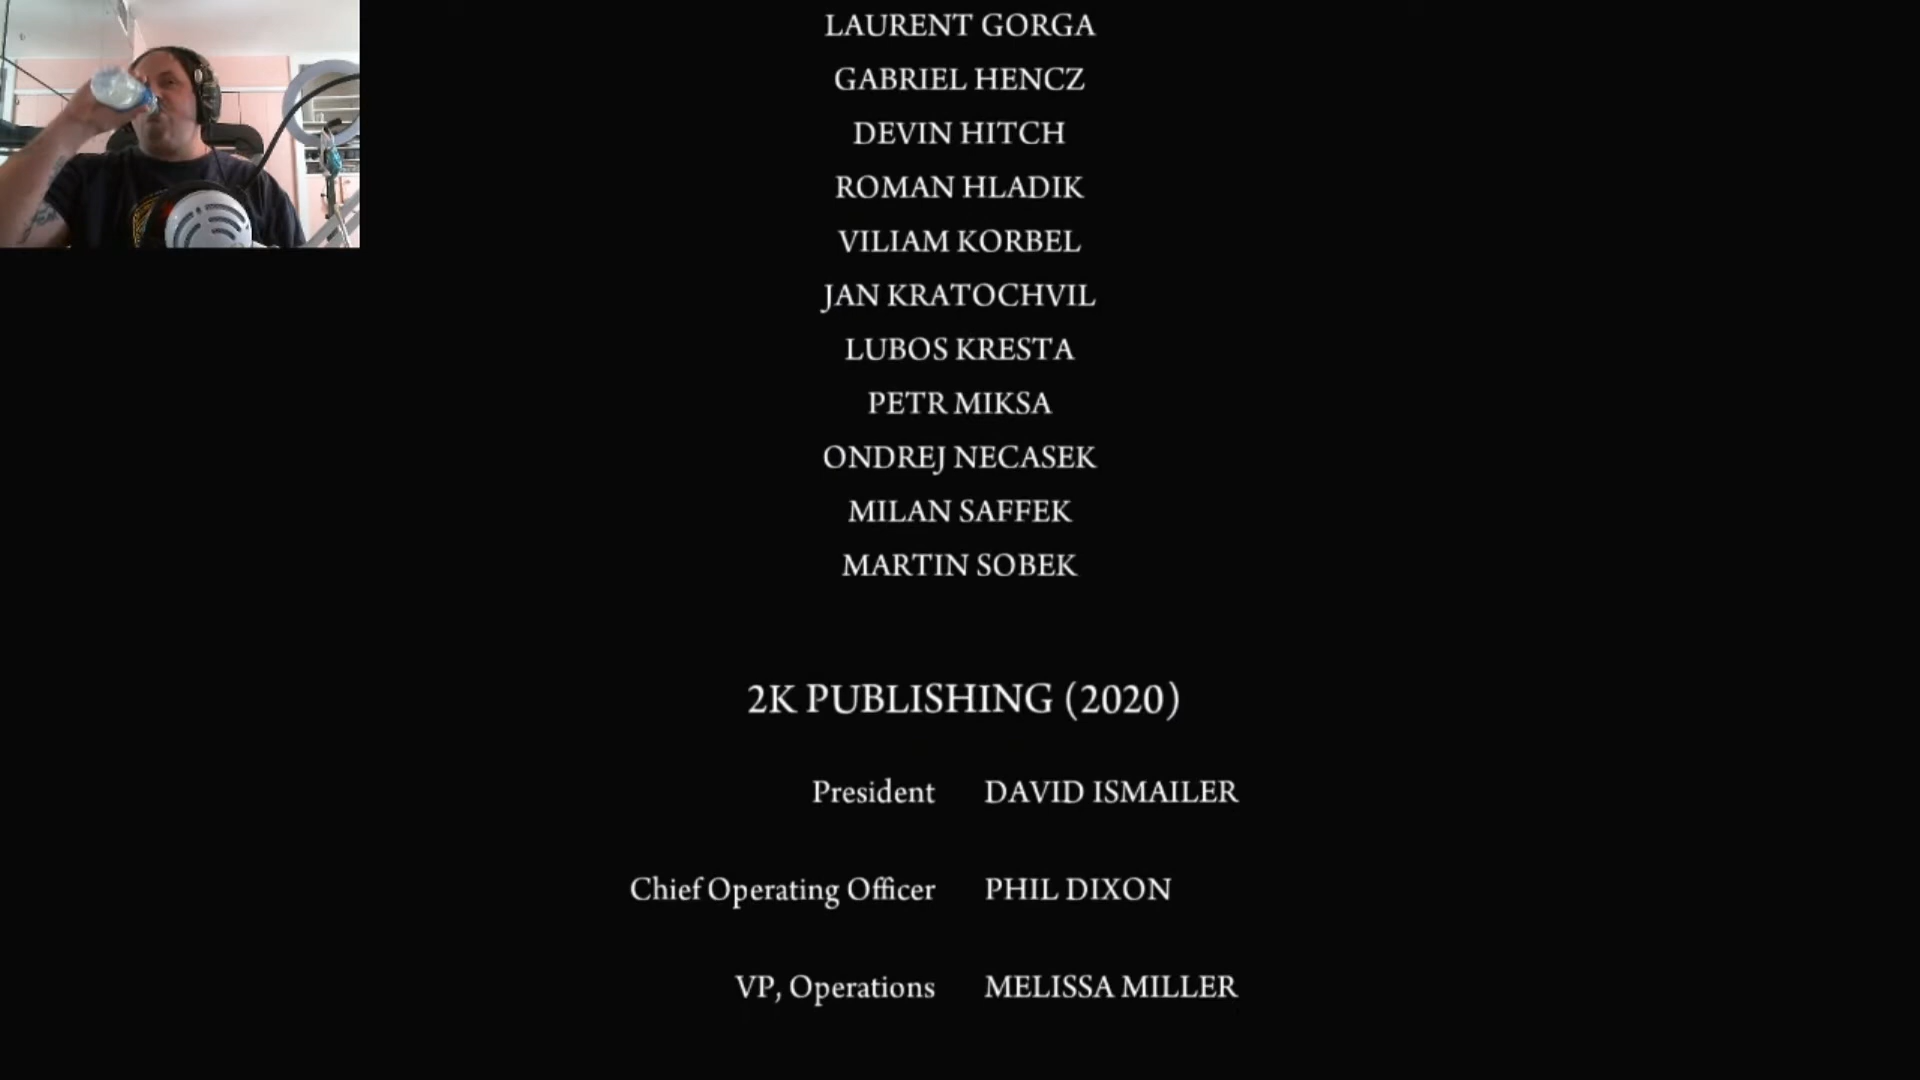 LAURENT GORGA
GABRIEL HENCZ
DEVIN HITCH
ROMAN HLADIK
VILIAM KORBEL
JAN KRATOCHVIL
LUBOS KRESTA
PETR MIKSA
ONDREJ NECASEK
MILAN SAFFEK
MARTIN SOBEK
2K PUBLISHING (2020)
President DAVID ISMAILER
Chief Operating Officer PHIL DIXON
VP, Operations MELISSA MILLER